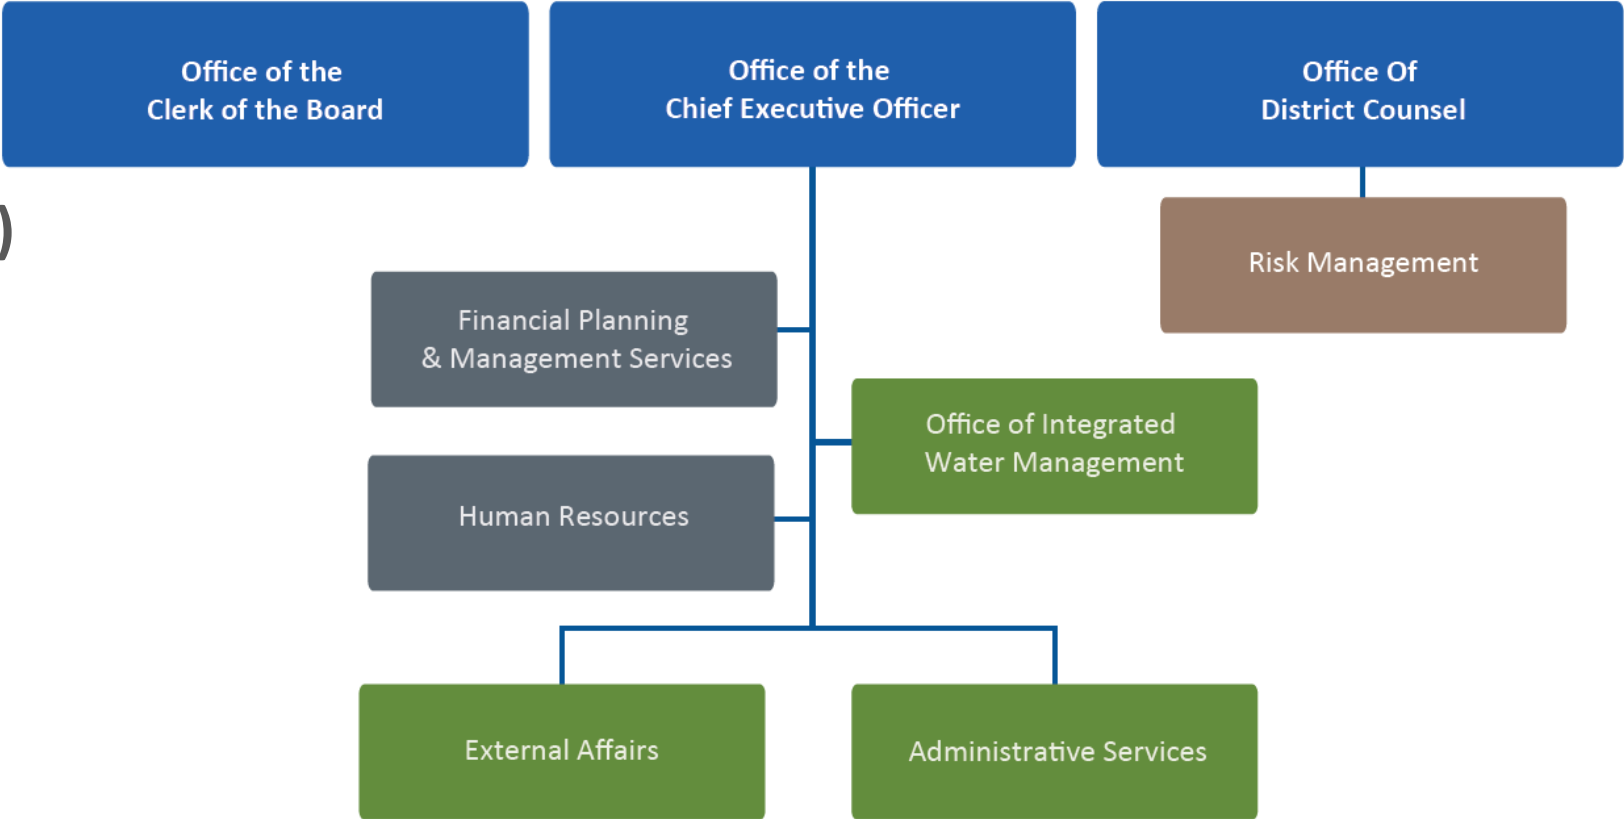 Office of the
Clerk of the Board
Office of the
Chief Executive Officer
Office Of
District Counsel
)
Risk Management
Financial Planning
& Management Services
Office of Integrated
Water Management
Human Resources
External Affairs
Administrative Services